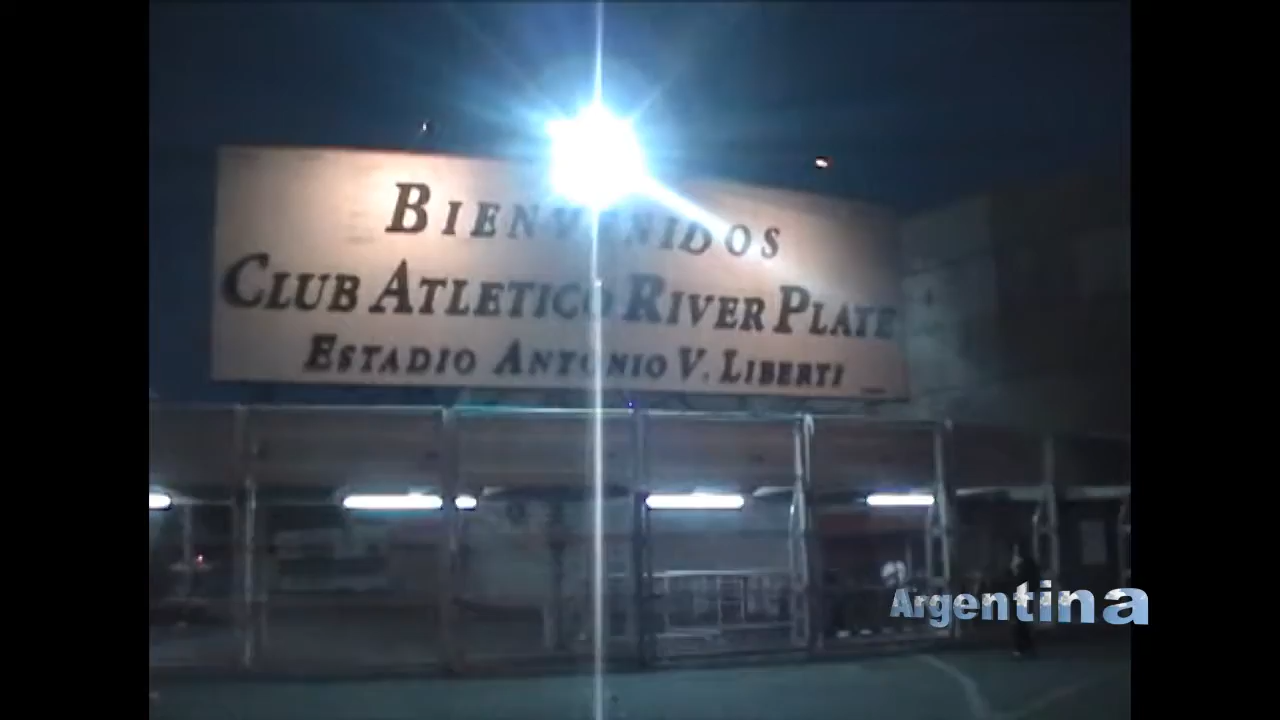 BIENVENIDOS
CLUB ATLETICO RIVER PLATE
ESTADIO ANTONIO V. LIBERTI
Argentina